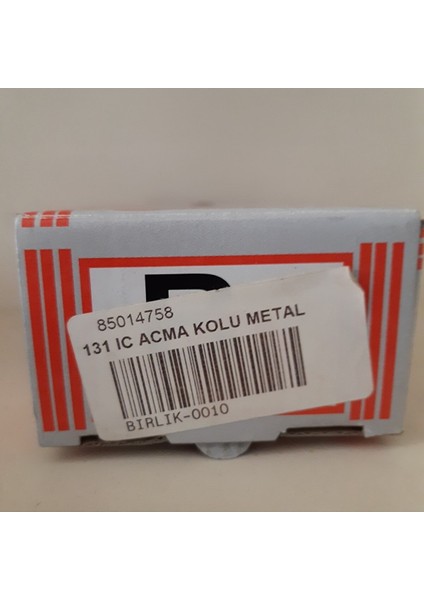 85014758
131 IC ACMA KOLU METAL
BIRLIK-0010